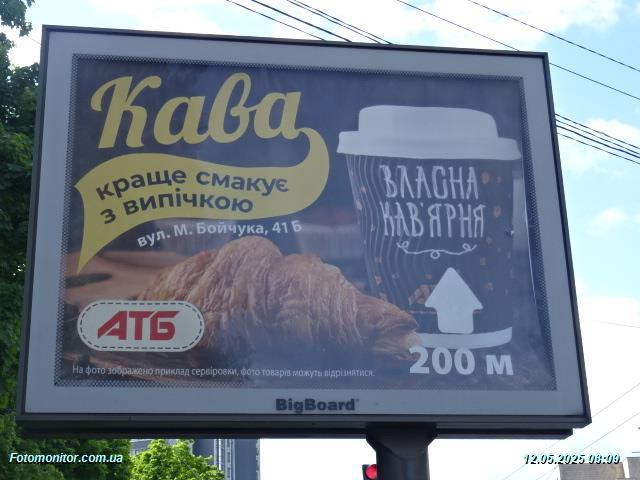 Кава
краще смакує
з випічкою
вул. М. Бойчука, 41 Б
ВЛАСНА
КАВ'ЯРНЯ
АТБ
200 м
На фото зображено приклад сервіровки, фото товарів можуть відрізнятися.
BigBoard
Fotomonitor.com.ua
12.05.2025 08:09